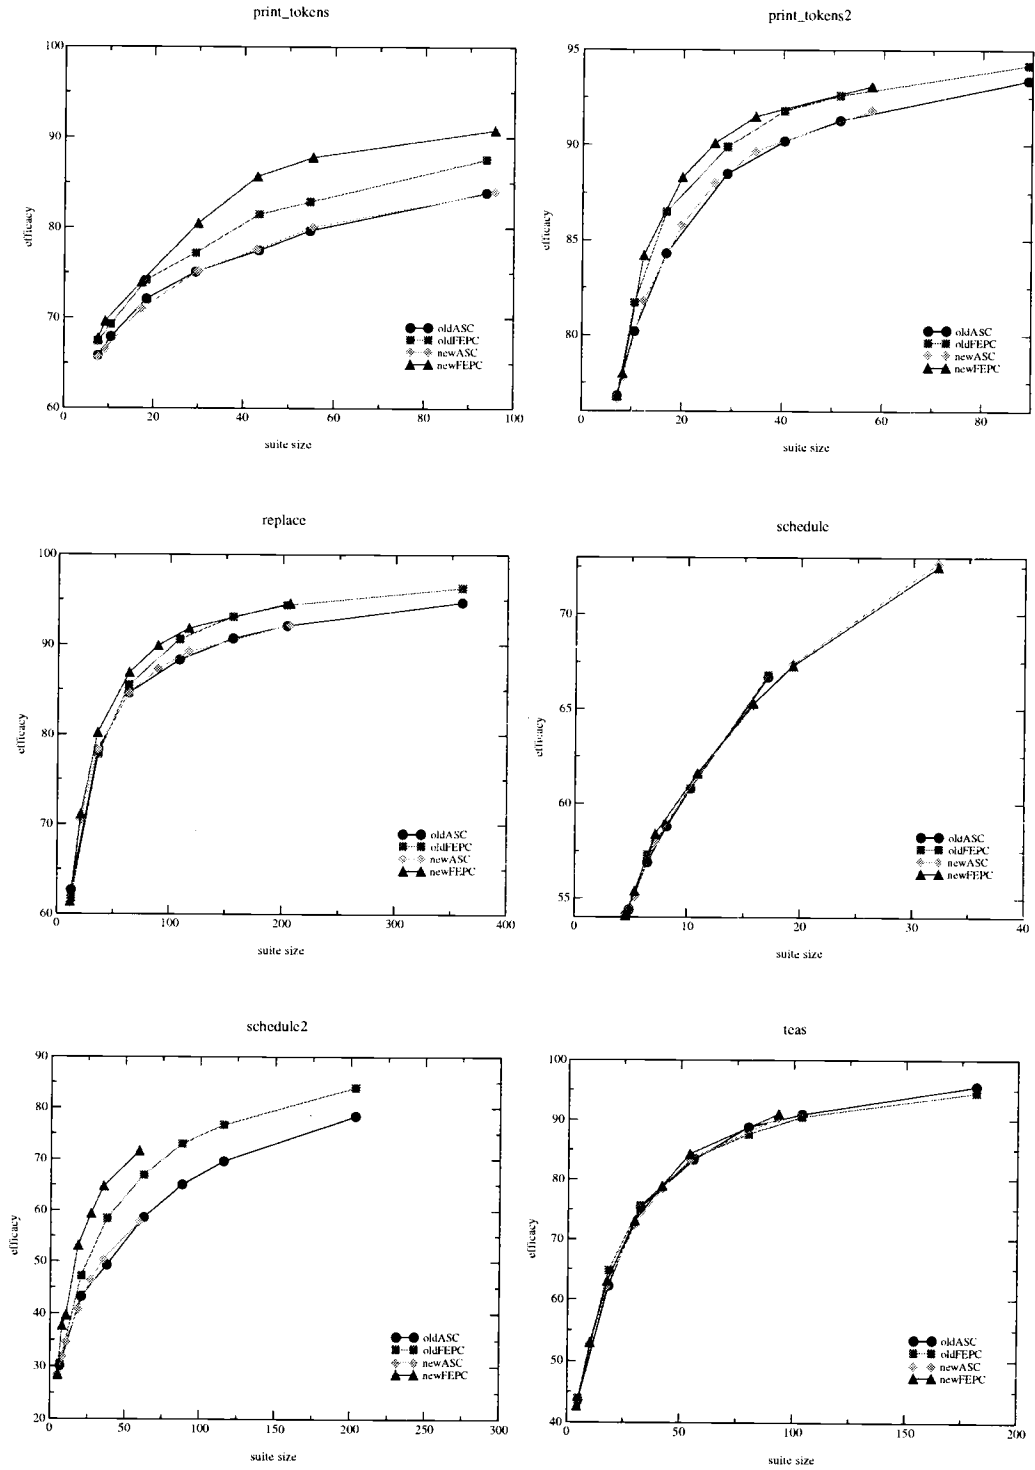 print_tokens
100
90
80
70
60
efficacy
0
20
40
60
80
100
suite size
oldASC
oldFEPC
newASC
newFEPC
print_tokens2
95
90
85
80
efficacy
0
20
40
60
80
suite size
oldASC
oldFEPC
newASC
newFEPC
replace
100
90
80
70
60
efficacy
0
100
200
300
400
suite size
oldASC
oldFEPC
newASC
newFEPC
schedule
70
65
60
55
efficacy
0
10
20
30
40
suite size
oldASC
oldFEPC
newASC
newFEPC
schedule2
90
80
70
60
50
40
30
20
efficacy
0
50
100
150
200
250
300
suite size
oldASC
oldFEPC
newASC
newFEPC
tcas
100
90
80
70
60
50
40
efficacy
0
50
100
150
200
suite size
oldASC
oldFEPC
newASC
newFEPC